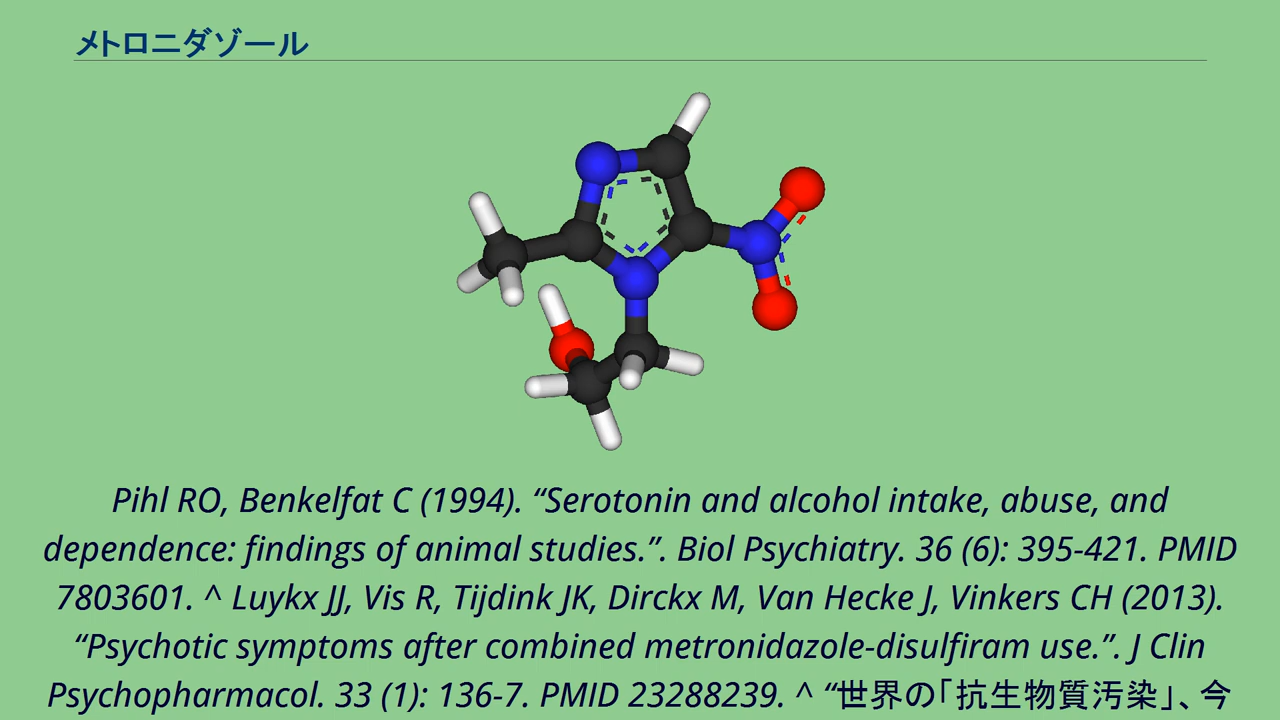 メトロニダゾール
Pihl RO, Benkelfat C (1994). “Serotonin and alcohol intake, abuse, and
dependence: findings of animal studies.”. Biol Psychiatry. 36 (6): 395-421. PMID
7803601. ^ Luykx JJ, Vis R, Tijdink JK, Dirckx M, Van Hecke J, Vinkers CH (2013).
“Psychotic symptoms after combined metronidazole-disulfiram use.”. J Clin
Psychopharmacol. 33 (1): 136-7. PMID 23288239. ^ “世界の「抗生物質汚染」、今